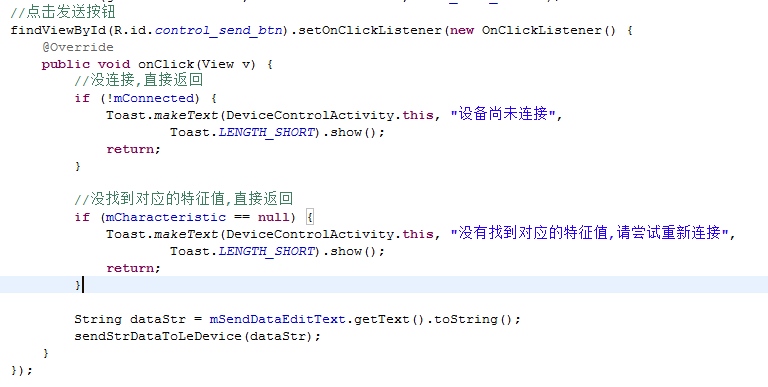 //点击发送按钮
findViewById(R.id.control_send_btn).setOnClickListener(new OnClickListener() {
    @Override
    public void onClick(View v) {
        //没连接,直接返回
        if (!mConnected) {
            Toast.makeText(DeviceControlActivity.this, "设备尚未连接",
                    Toast.LENGTH_SHORT).show();
            return;
        }

        //没找到对应的特征值,直接返回
        if (mCharacteristic == null) {
            Toast.makeText(DeviceControlActivity.this, "没有找到对应的特征值,请尝试重新连接",
                    Toast.LENGTH_SHORT).show();
            return;
        }

        String dataStr = mSendDataEditText.getText().toString();
        sendStrDataToLeDevice(dataStr);
    }
});